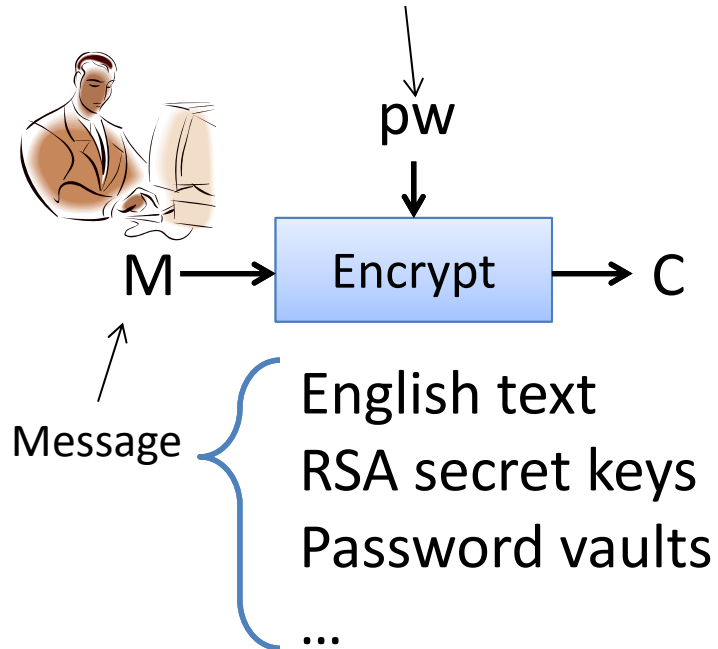 pw
M
Encrypt
C
Message
English text
RSA secret keys
Password vaults
...